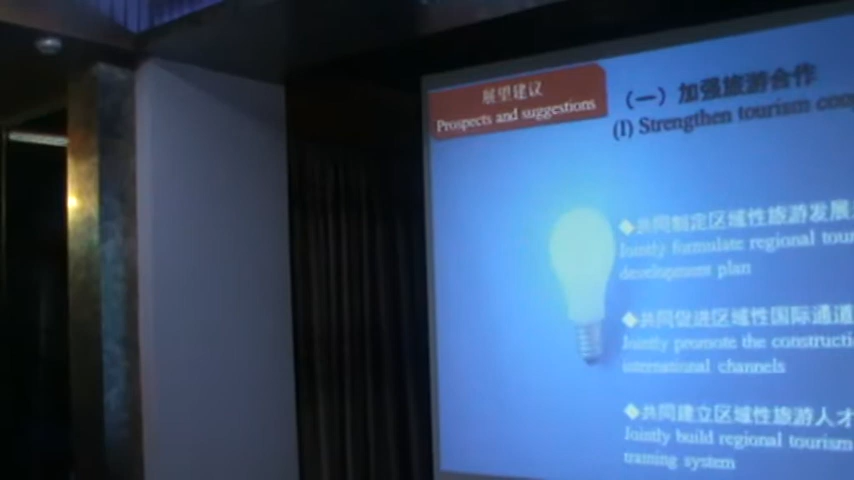 展望建议
Prospects and suggestions
（一）加强旅游合作
(I) Strengthen tourism
◆共同制定区域性旅游发展
Jointly formulate regional
development plan
◆共同促进区域性国际通道
Jointly promote the
international channels
◆共同建立区域性旅游人才
Jointly build regional tourism
training system